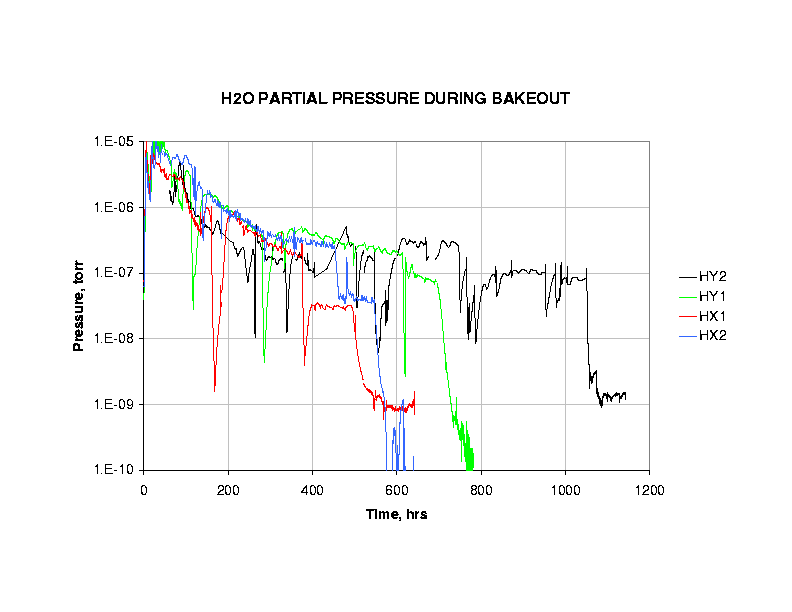 H2O PARTIAL PRESSURE DURING BAKEOUT
1.E-05
1.E-06
1.E-07
1.E-08
1.E-09
1.E-10
Pressure, torr
0 200 400 600 800 1000 1200
Time, hrs
HY2
HY1
HX1
HX2